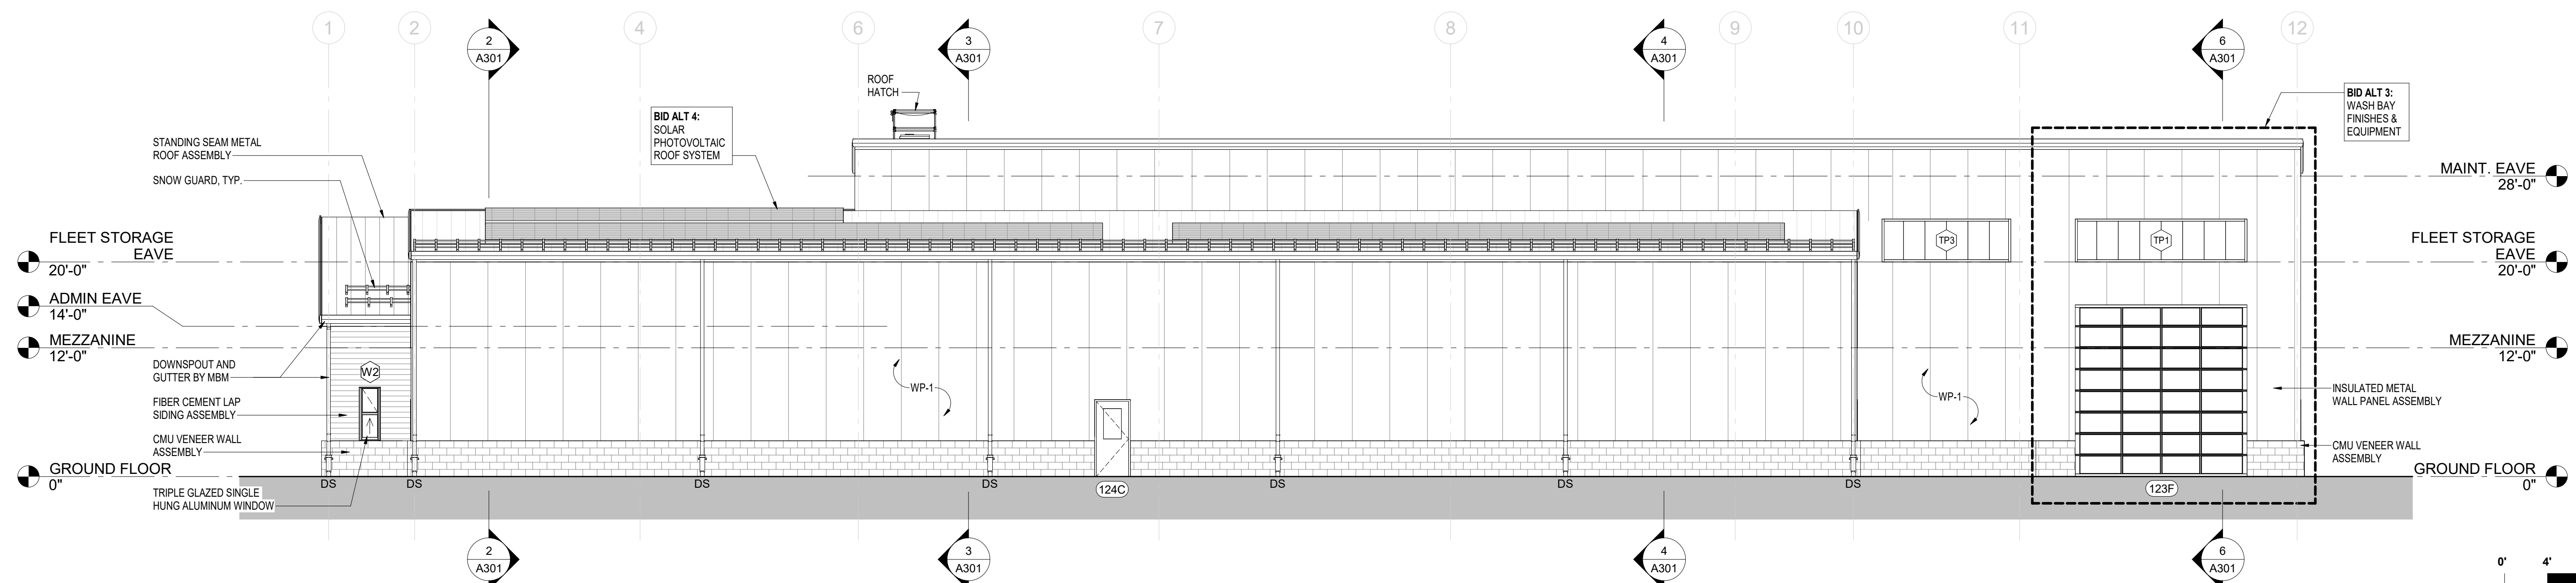 1
2
4
6
7
8
9
10
11
12
2
A301
3
A301
4
A301
6
A301
ROOF
HATCH
BID ALT 4:
SOLAR
PHOTOVOLTAIC
ROOF SYSTEM
BID ALT 3:
WASH BAY
FINISHES &
EQUIPMENT
STANDING SEAM METAL
ROOF ASSEMBLY
SNOW GUARD, TYP.
FLEET STORAGE
EAVE
20'-0"
ADMIN EAVE
14'-0"
MEZZANINE
12'-0"
DOWNSPOUT AND
GUTTER BY MBM
FIBER CEMENT LAP
SIDING ASSEMBLY
CMU VENEER WALL
ASSEMBLY
GROUND FLOOR
0"
TRIPLE GLAZED SINGLE
HUNG ALUMINUM WINDOW
W2
WP-1
WP-1
TP3
TP1
MAINT. EAVE
28'-0"
FLEET STORAGE
EAVE
20'-0"
MEZZANINE
12'-0"
INSULATED METAL
WALL PANEL ASSEMBLY
CMU VENEER WALL
ASSEMBLY
GROUND FLOOR
0"
DS
DS
DS
DS
124C
DS
DS
DS
123F
2
A301
3
A301
4
A301
6
A301
0'
4'